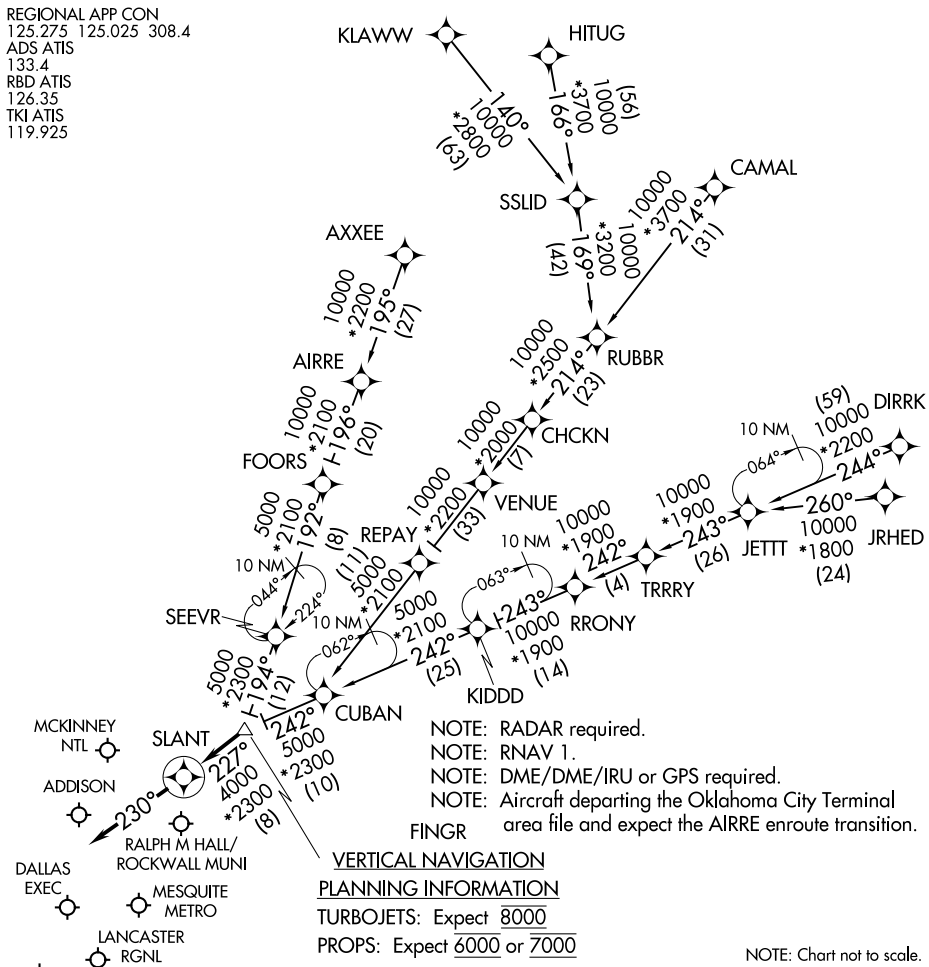 REGIONAL APP CON
125.275 125.025 308.4
ADS ATIS
133.4
RBD ATIS
126.35
TKI ATIS
119.925
KLAWW
140°
10000
*2800
(63)
HITUG
(56)
10000
*3700
166°
SSLID
10000
*3200
169°
(42)
CAMAL
10000
*3700
214°
(31)
RUBBR
10000
*2500
214°
(23)
AXXEE
10000
*2200
195°
(27)
AIRRE
10000
*2100
196°
(20)
FOORS
5000
*2100
192°
(8)
CHCKN
10000
*2000
(7)
VENUE
10000
*2200
(33)
REPAY
(11)
5000
*2100
10 NM
044°
224°
SEEVR
5000
*2300
194°
(12)
DIRRK
(59)
10000
*2200
244°
10 NM
064°
JETTT
260°
10000
*1800
(24)
JRHED
10000
*1900
243°
(26)
TRRRY
10000
*1900
242°
(4)
RRONY
10 NM
063°
243°
10000
*1900
(14)
KIDDD
5000
*2100
242°
(25)
10 NM
062°
CUBAN
242°
5000
*2300
(10)
MCKINNEY
NTL
SLANT
227°
4000
*2300
(8)
ADDISON
230°
RALPH M HALL/
ROCKWALL MUNI
DALLAS
EXEC
MESQUITE
METRO
LANCASTER
RGNL
NOTE: RADAR required.
NOTE: RNAV 1.
NOTE: DME/DME/IRU or GPS required.
NOTE: Aircraft departing the Oklahoma City Terminal
area file and expect the AIRRE enroute transition.
FINGR
VERTICAL NAVIGATION
PLANNING INFORMATION
TURBOJETS: Expect 8000
PROPS: Expect 6000 or 7000
NOTE: Chart not to scale.